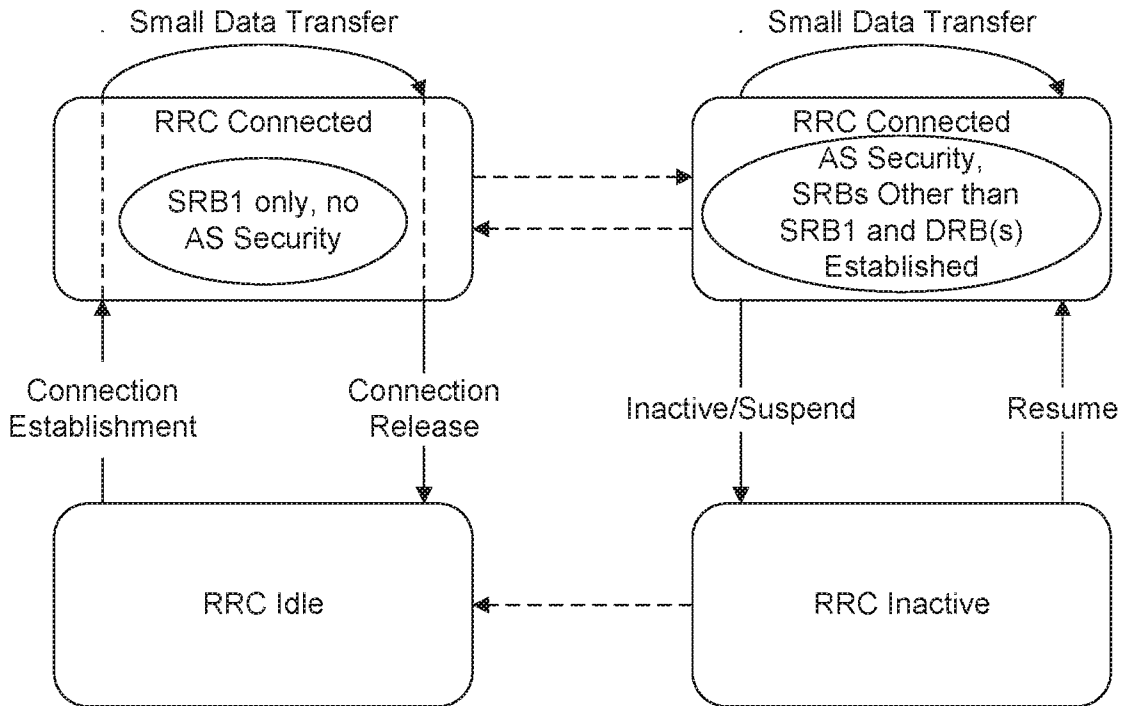 Small Data Transfer
Small Data Transfer
RRC Connected
SRB1 only, no
AS Security
RRC Connected
AS Security,
SRBs Other than
SRB1 and DRB(s)
Established
Connection
Establishment
Connection
Release
Inactive/Suspend
Resume
RRC Idle
RRC Inactive